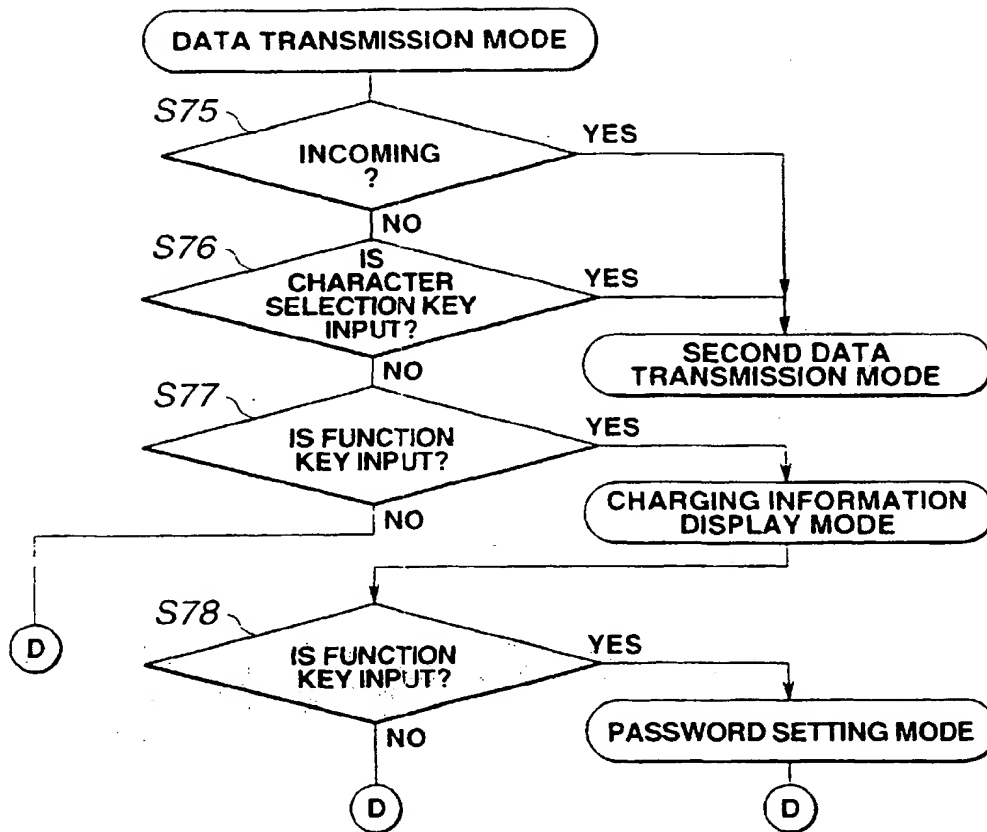 DATA TRANSMISSION MODE
S75
INCOMING
?
YES
NO
S76
IS
CHARACTER
SELECTION KEY
INPUT?
YES
NO
SECOND DATA
TRANSMISSION MODE
S77
IS FUNCTION
KEY INPUT?
YES
NO
CHARGING INFORMATION
DISPLAY MODE
D
S78
IS FUNCTION
KEY INPUT?
YES
NO
PASSWORD SETTING MODE
D
D